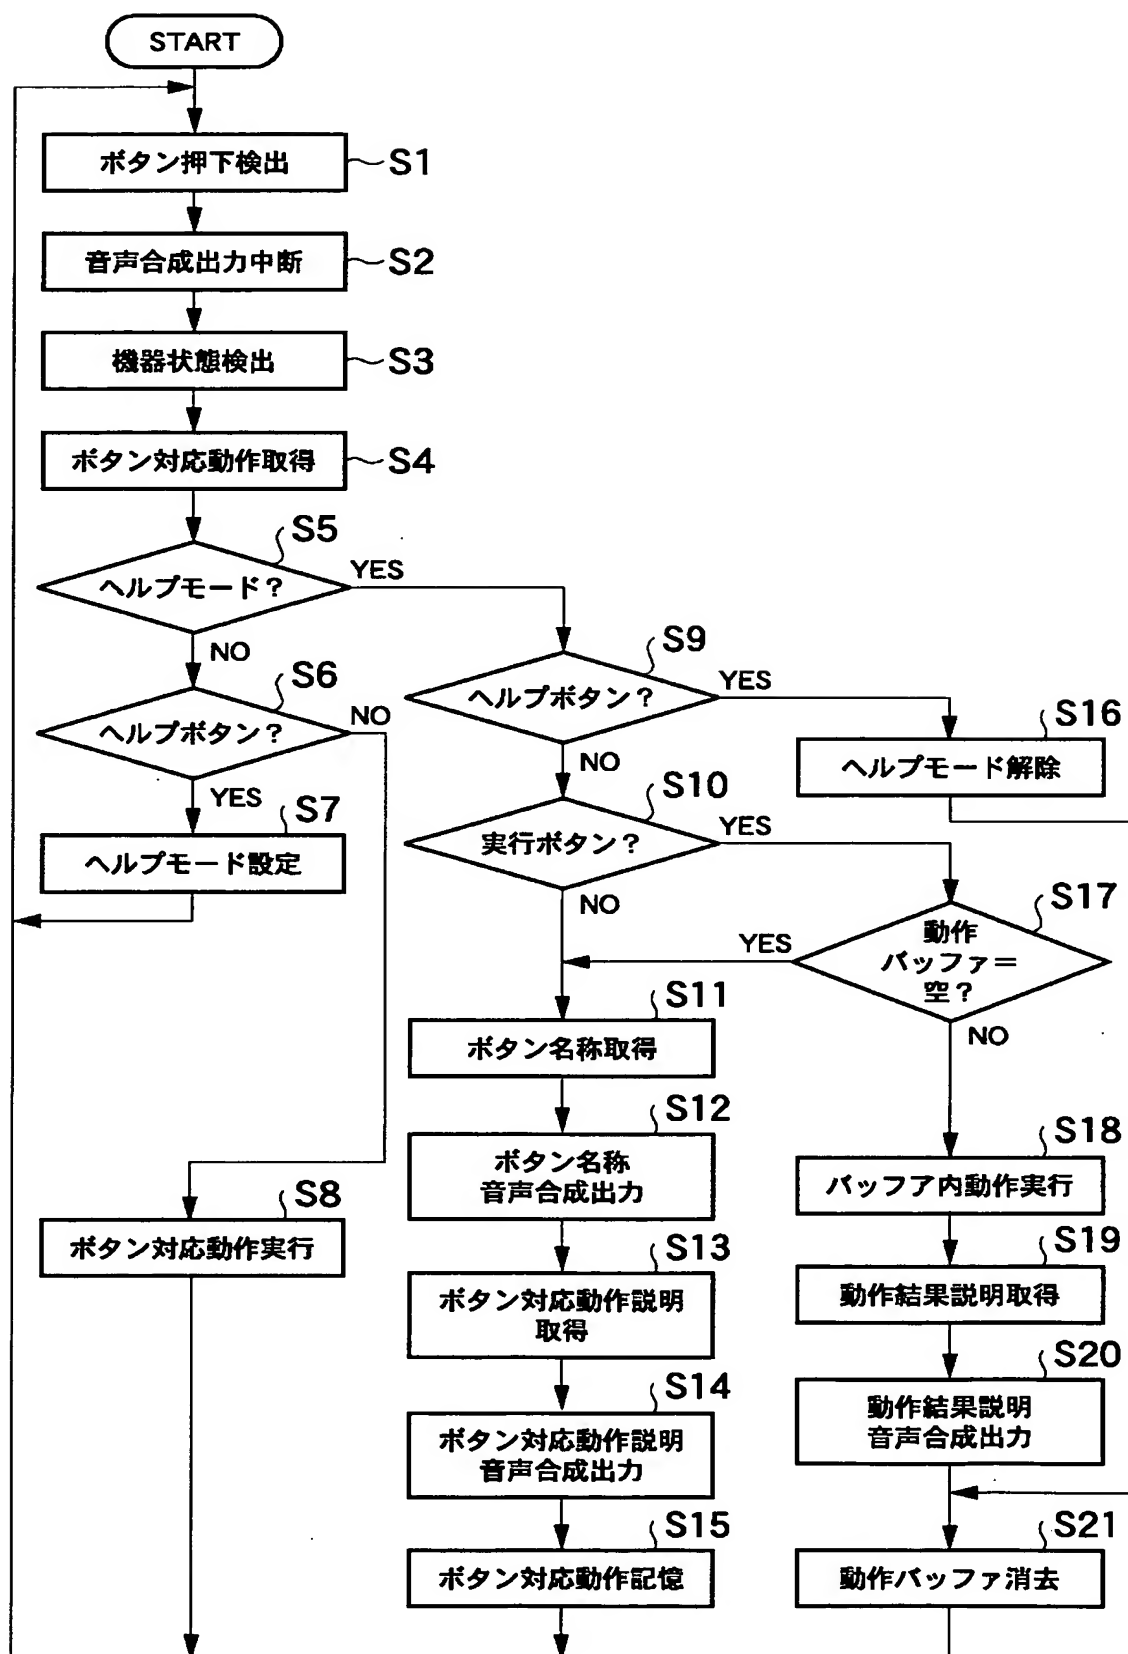 START
ボタン押下検出
S1
音声合成出力中断
S2
機器状態検出
S3
ボタン対応動作取得
S4
S5
ヘルプモード?
YES
NO
S6
ヘルプボタン?
NO
YES
S7
ヘルプモード設定
S8
ボタン対応動作実行
S9
ヘルプボタン?
YES
NO
S10
実行ボタン?
YES
NO
S11
ボタン名称取得
S12
ボタン名称
音声合成出力
S13
ボタン対応動作説明
取得
S14
ボタン対応動作説明
音声合成出力
S15
ボタン対応動作記憶
S16
ヘルプモード解除
S17
動作
バッファ=
空?
YES
NO
S18
バッフア内動作実行
S19
動作結果説明取得
S20
動作結果説明
音声合成出力
S21
動作バッファ消去